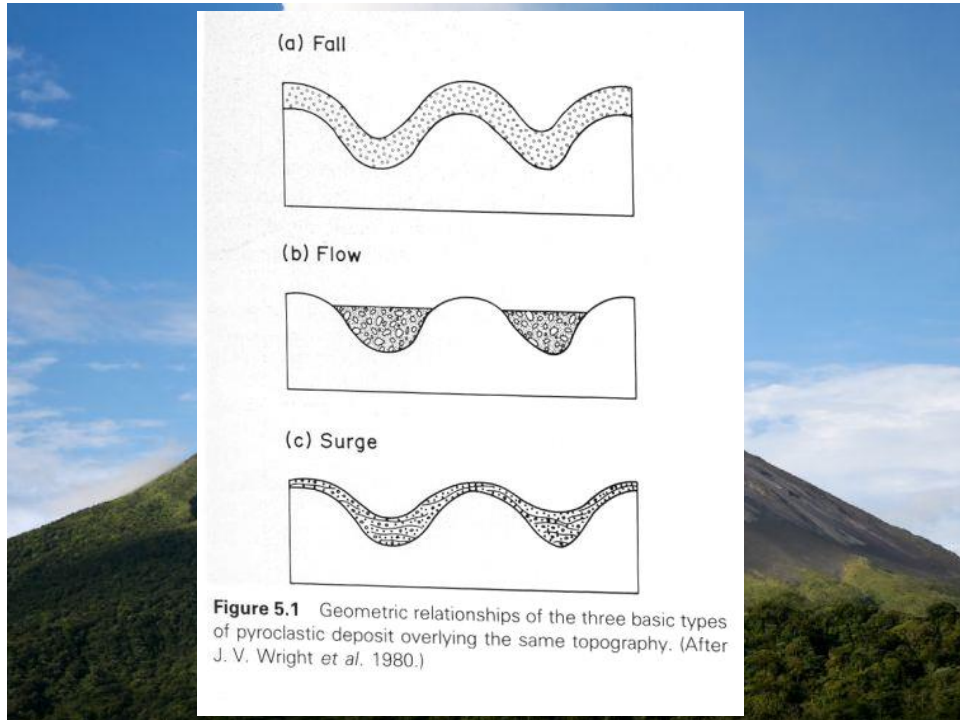 (a) Fall
(b) Flow
(c) Surge
Figure 5.1 Geometric relationships of the three basic types
of pyroclastic deposit overlying the same topography. (After
J. V. Wright et al. 1980.)